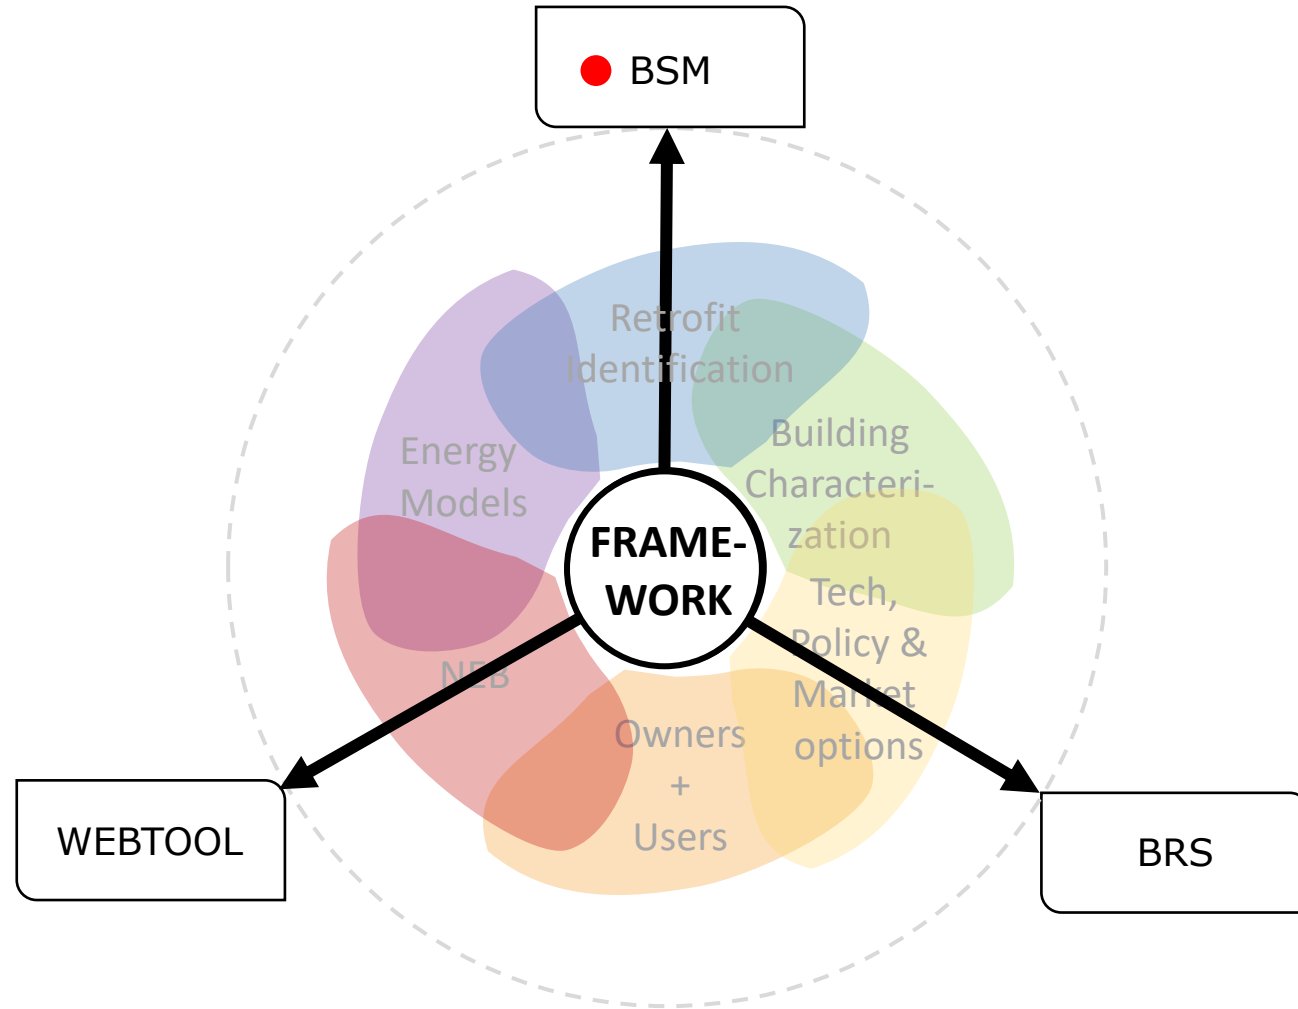 BSM
Retrofit
Identification
Building
Characteri-
zation
Energy
Models
FRAME-
WORK
Tech,
Policy &
Market
options
NEB
Owners
+
Users
WEBTOOL
BRS